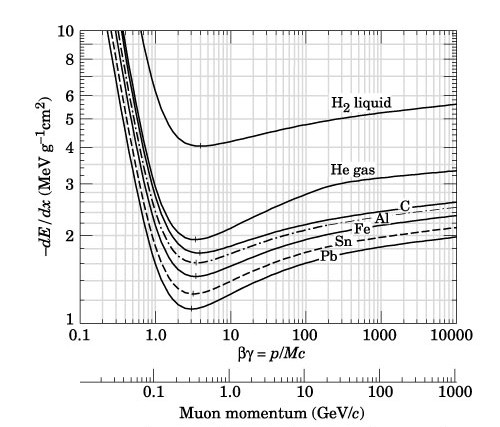 10
8
6
5
4
3
2
1
−dE/dx (MeV g⁻¹cm²)
H₂ liquid
He gas
C
Al
Fe
Sn
Pb
0.1 1.0 10 100 1000 10000
βγ = p/Mc
0.1 1.0 10 100 1000
Muon momentum (GeV/c)